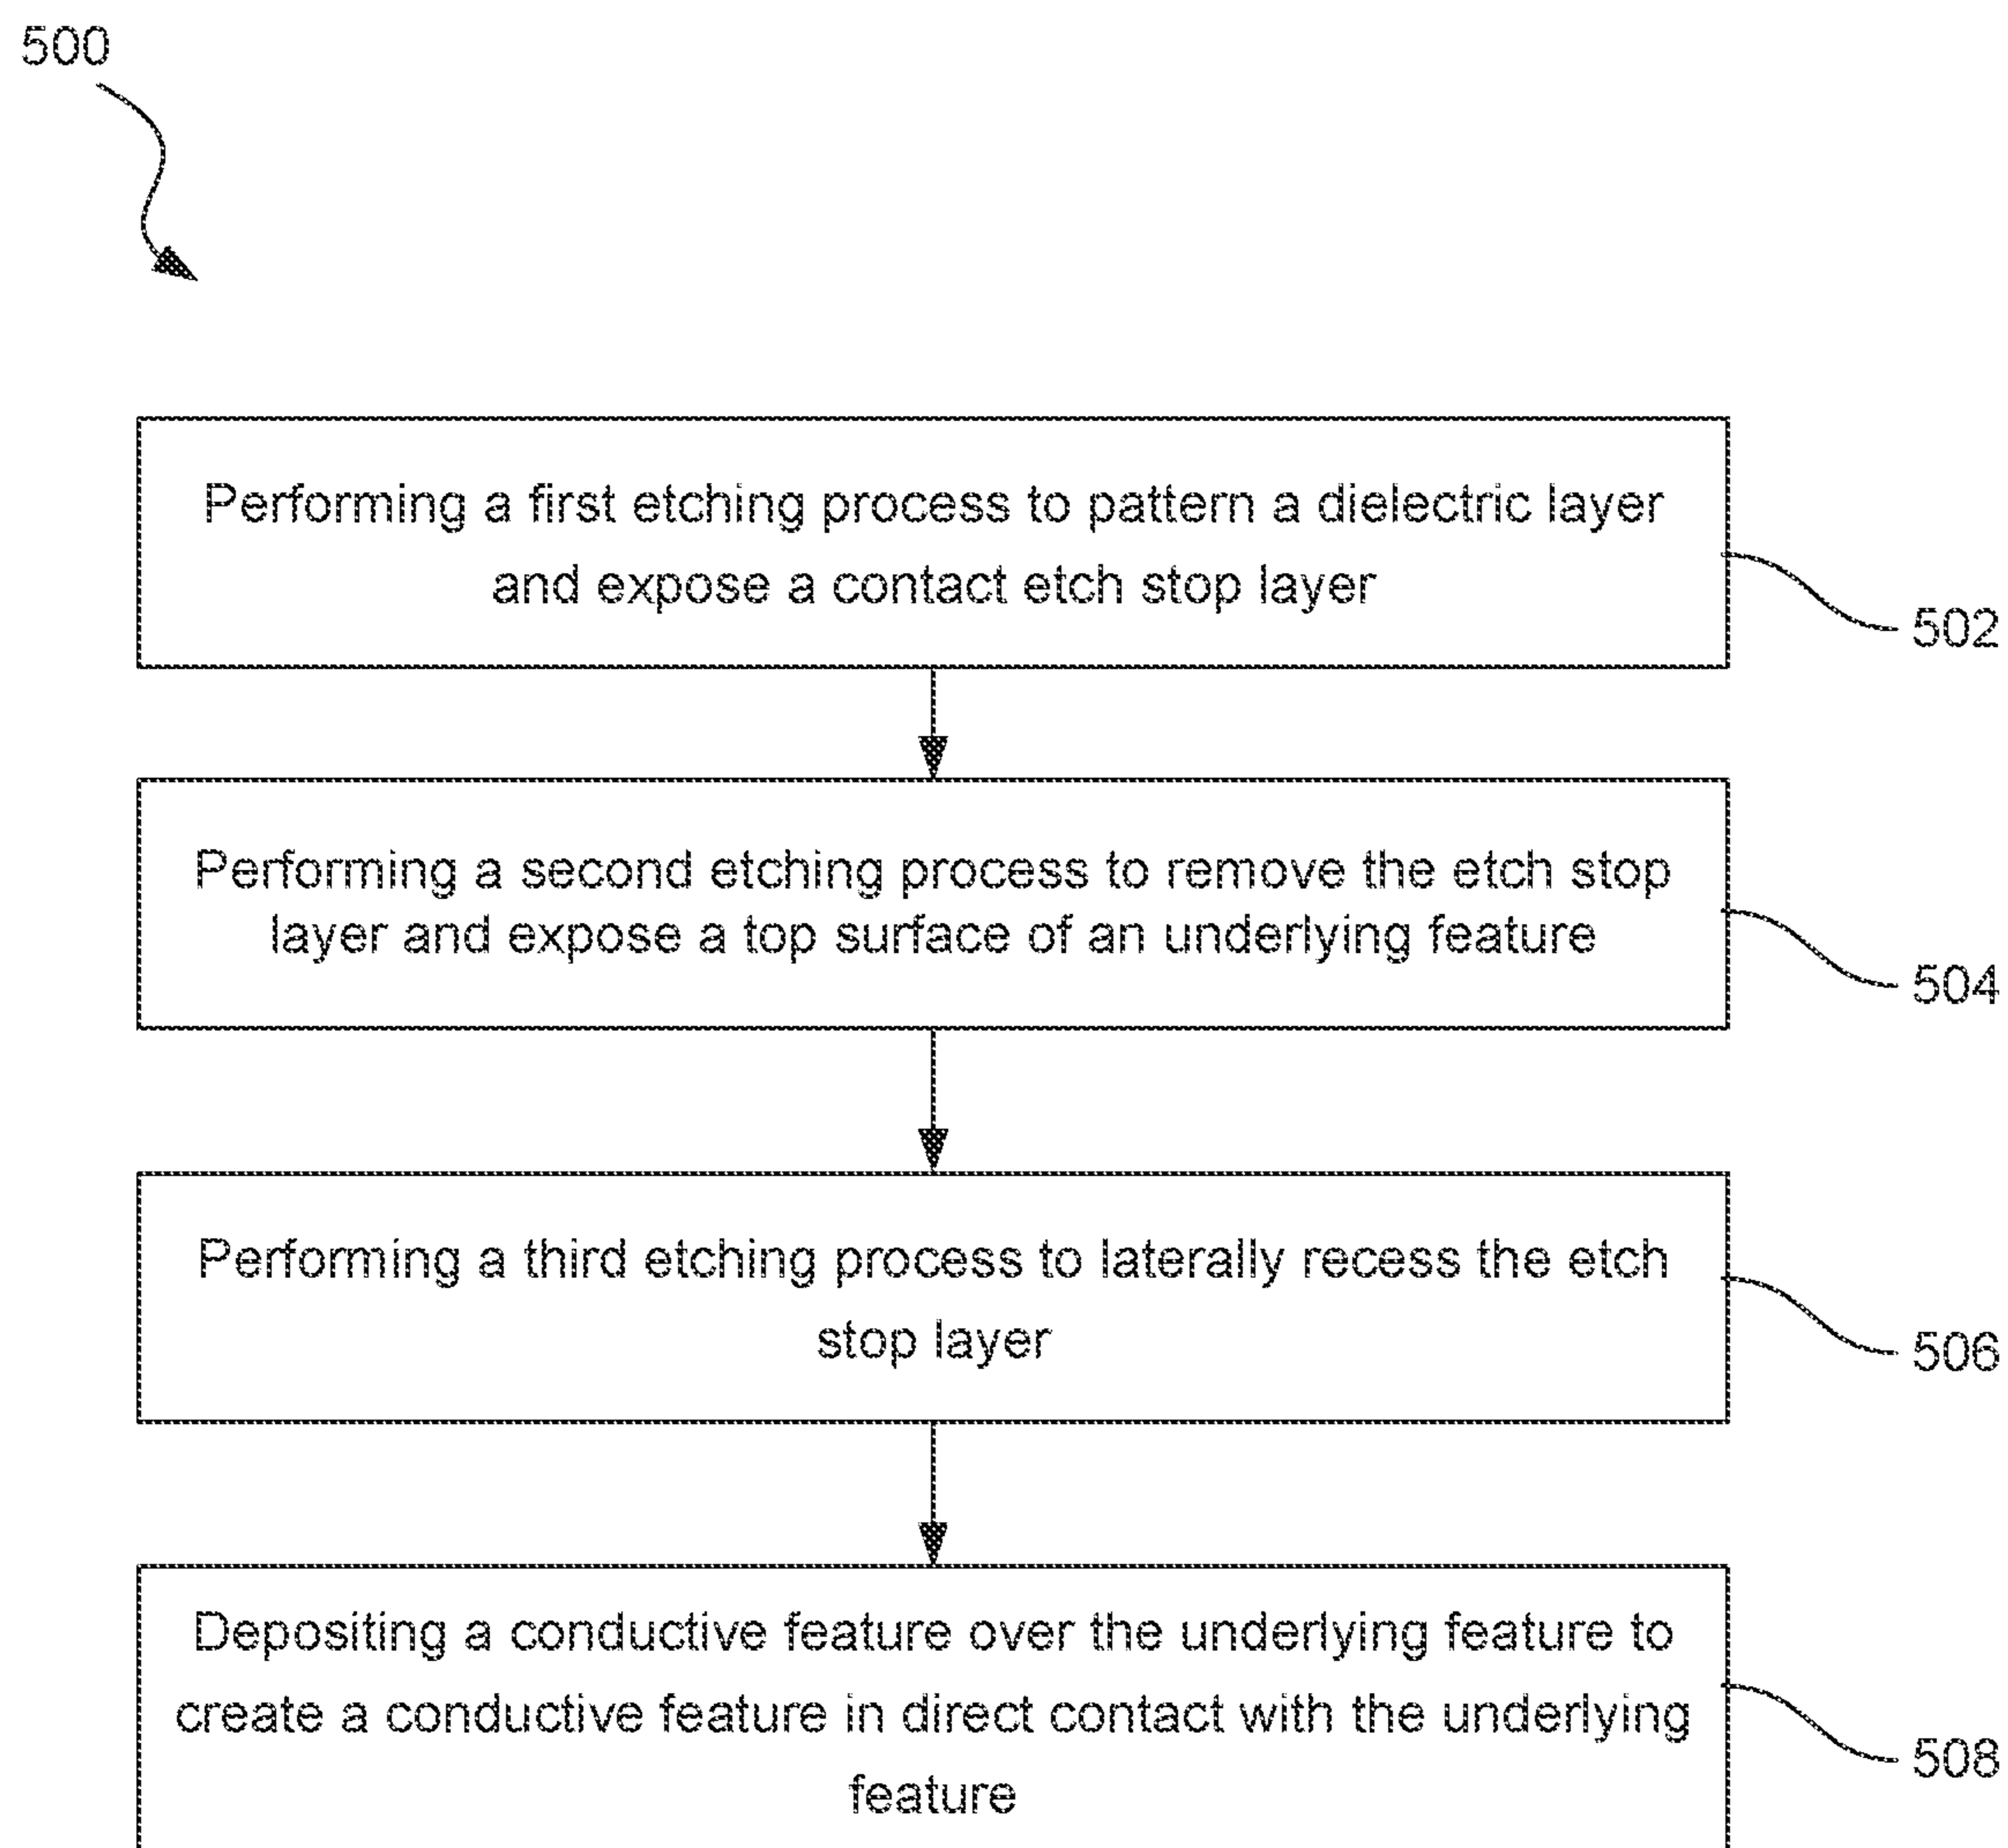 500
Performing a first etching process to pattern a dielectric layer
and expose a contact etch stop layer
502
Performing a second etching process to remove the etch stop
layer and expose a top surface of an underlying feature
504
Performing a third etching process to laterally recess the etch
stop layer
506
Depositing a conductive feature over the underlying feature to
create a conductive feature in direct contact with the underlying
feature
508